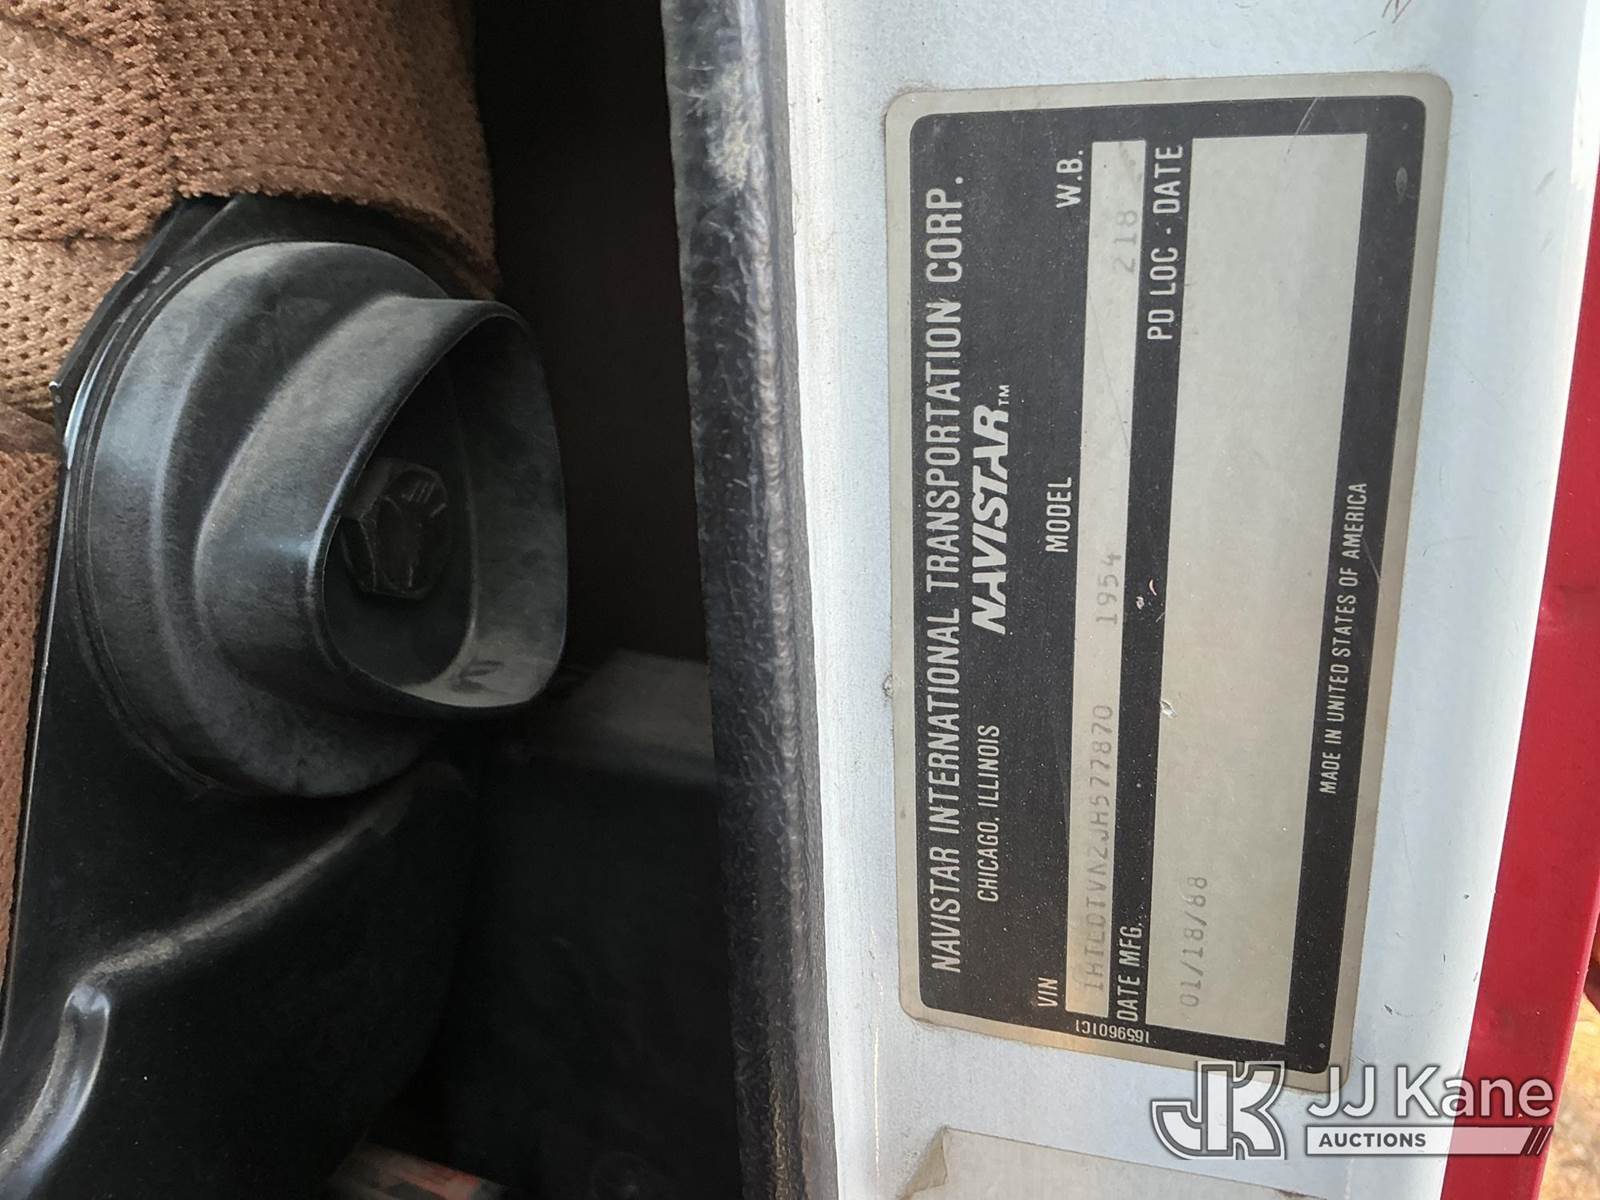 NAVISTAR INTERNATIONAL TRANSPORTATION CORP.
CHICAGO, ILLINOIS NAVISTAR™
VIN MODEL W.B.
1HTLDTVN2JH577870 1954 218
DATE MFG. PD LOC - DATE
01/18/88
MADE IN UNITED STATES OF AMERICA
1659601C1
JJ Kane
AUCTIONS